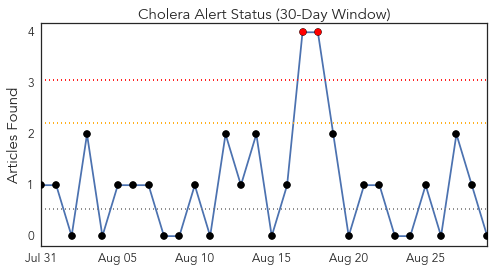 Cholera Alert Status (30-Day Window)
Articles Found
4
3
2
1
0
Jul 31
Aug 05
Aug 10
Aug 15
Aug 20
Aug 25